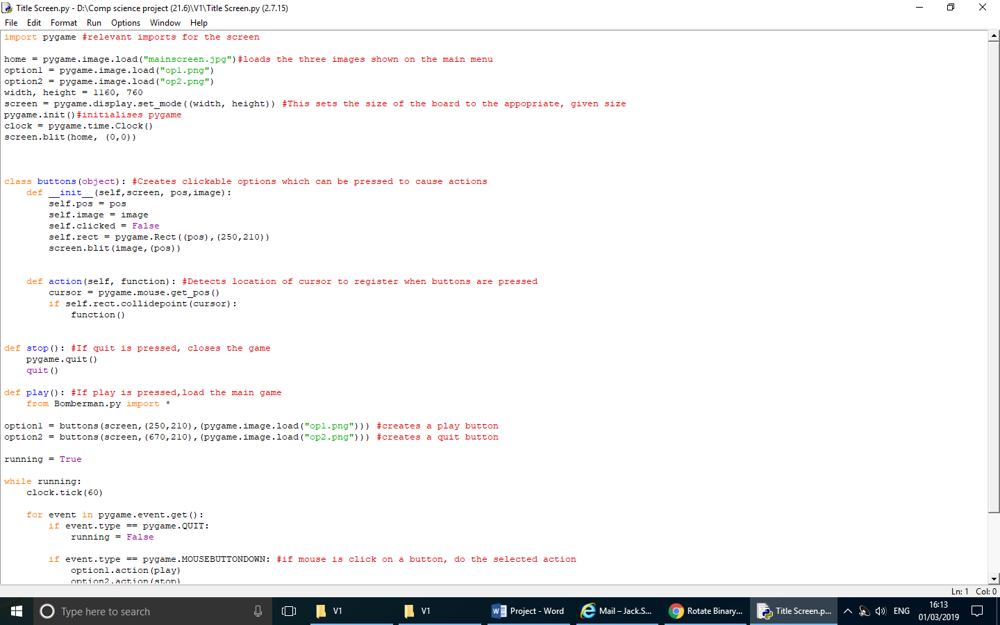 Title Screen.py - D:\Comp science project (21.6)\V1\Title Screen.py (2.7.15)
File Edit Format Run Options Window Help
import pygame #relevant imports for the screen
home = pygame.image.load("mainscreen.jpg")#loads the three images shown on the main menu
option1 = pygame.image.load("op1.png")
option2 = pygame.image.load("op2.png")
width, height = 1160, 760
screen = pygame.display.set_mode((width, height)) #This sets the size of the board to the appopriate, given size
pygame.init()#initialises pygame
clock = pygame.time.Clock()
screen.blit(home, (0,0))
class buttons(object): #Creates clickable options which can be pressed to cause actions
    def __init__(self,screen, pos,image):
        self.pos = pos
        self.image = image
        self.clicked = False
        self.rect = pygame.Rect((pos),(250,210))
        screen.blit(image,(pos))
    def action(self, function): #Detects location of cursor to register when buttons are pressed
        cursor = pygame.mouse.get_pos()
        if self.rect.collidepoint(cursor):
            function()
def stop(): #If quit is pressed, closes the game
    pygame.quit()
    quit()
def play(): #If play is pressed,load the main game
    from Bomberman.py import *
option1 = buttons(screen,(250,210),(pygame.image.load("op1.png"))) #creates a play button
option2 = buttons(screen,(670,210),(pygame.image.load("op2.png"))) #creates a quit button
running = True
while running:
    clock.tick(60)
    for event in pygame.event.get():
        if event.type == pygame.QUIT:
            running = False
        if event.type == pygame.MOUSEBUTTONDOWN: #if mouse is click on a button, do the selected action
            option1.action(play)
            option2.action(stop)
Ln: 1 Col: 0
Type here to search
V1
V1
Project - Word
Mail – Jack.S...
Rotate Binary...
Title Screen.p...
ENG
16:13
01/03/2019